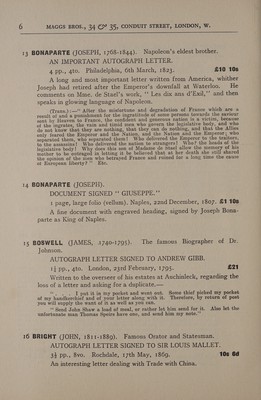 6 MAGGS BROS., 34 & 35, CONDUIT STREET, LONDON, W.
13 BONAPARTE (JOSEPH, 1768-1844). Napoleon's eldest brother.
AN IMPORTANT AUTOGRAPH LETTER.
4 pp., 4to. Philadelphia, 6th March, 1823. £10 10s
A long and most important letter written from America, whither
Joseph had retired after the Emperor's downfall at Waterloo. He
comments on Mme. de Stael's work, "Les dix ans d'Exil," and then
speaks in glowing language of Napoleon.
(Trans.):—"After the misfortune and degradation of France which are a
result of and a punishment for the ingratitude of some persons towards the saviour
sent by Heaven to France, the confident and generous nation is a victim, because
of the intrigues, the vain and timid men who form the legislative body, and who
do not know that they are nothing, that they can do nothing, and that the Allies
only feared the Emperor and the Nation, and the Nation and the Emperor; who
separated them, who separated them! Who delivered the Emperor to the traitors,
to the assassins! Who delivered the nation to strangers! Who? the heads of the
legislative body! Why does this son of Madame de Stael allow the memory of his
mother to be outraged in letting it be believed that at her death she still shared
the opinion of the men who betrayed France and ruined for a long time the cause
of European liberty?" Etc.
14 BONAPARTE (JOSEPH).
DOCUMENT SIGNED "GIUSEPPE."
1 page, large folio (vellum), Naples, 22nd December, 1807. £1 10s
A fine document with engraved heading, signed by Joseph Bona-
parte as King of Naples.
15 BOSWELL (JAMES, 1740-1795). The famous Biographer of Dr.
Johnson.
AUTOGRAPH LETTER SIGNED TO ANDREW GIBB.
1½ pp., 4to. London, 23rd February, 1795. £21
Written to the overseer of his estates at Auchinleck, regarding the
loss of a letter and asking for a duplicate.—
". . . I put it in my pocket and went out. Some thief picked my pocket
of my handkerchief and of your letter along with it. Therefore, by return of post
you will supply the want of it as well as you can.
"Send John Shaw a load of meal, or rather let him send for it. Also let the
unfortunate man Thomas Speirs have one, and send him my note."
16 BRIGHT (JOHN, 1811-1889). Famous Orator and Statesman.
AUTOGRAPH LETTER SIGNED TO SIR LOUIS MALLET.
3½ pp., 8vo. Rochdale, 17th May, 1869. 10s 6d
An interesting letter dealing with Trade with China.